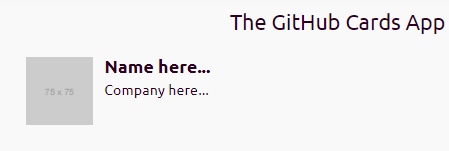 The GitHub Cards App
Name here...
75 x 75
Company here...